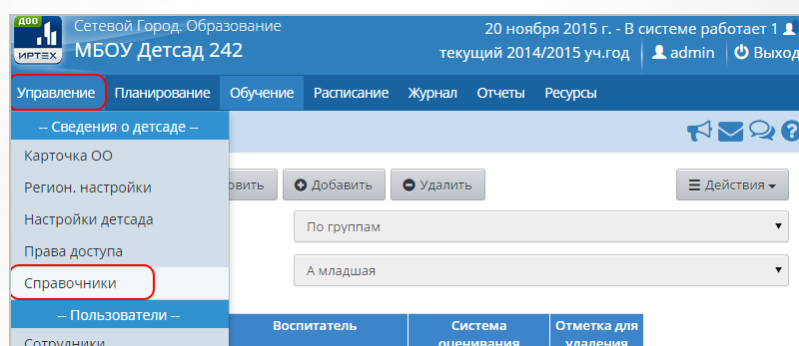 ДОО
ИРТЕХ
Сетевой Город. Образование
20 ноября 2015 г. - В системе работает 1
МБОУ Детсад 242
текущий 2014/2015 уч.год
admin
Выход
Управление Планирование Обучение Расписание Журнал Отчеты Ресурсы
-- Сведения о детсаде --
Карточка ОО
Регион. настройки
Добавить
Удалить
Действия
Настройки детсада
По группам
Права доступа
А младшая
Справочники
-- Пользователи --
Воспитатель
Система оценивания
Отметка для удаления
Сотрудники